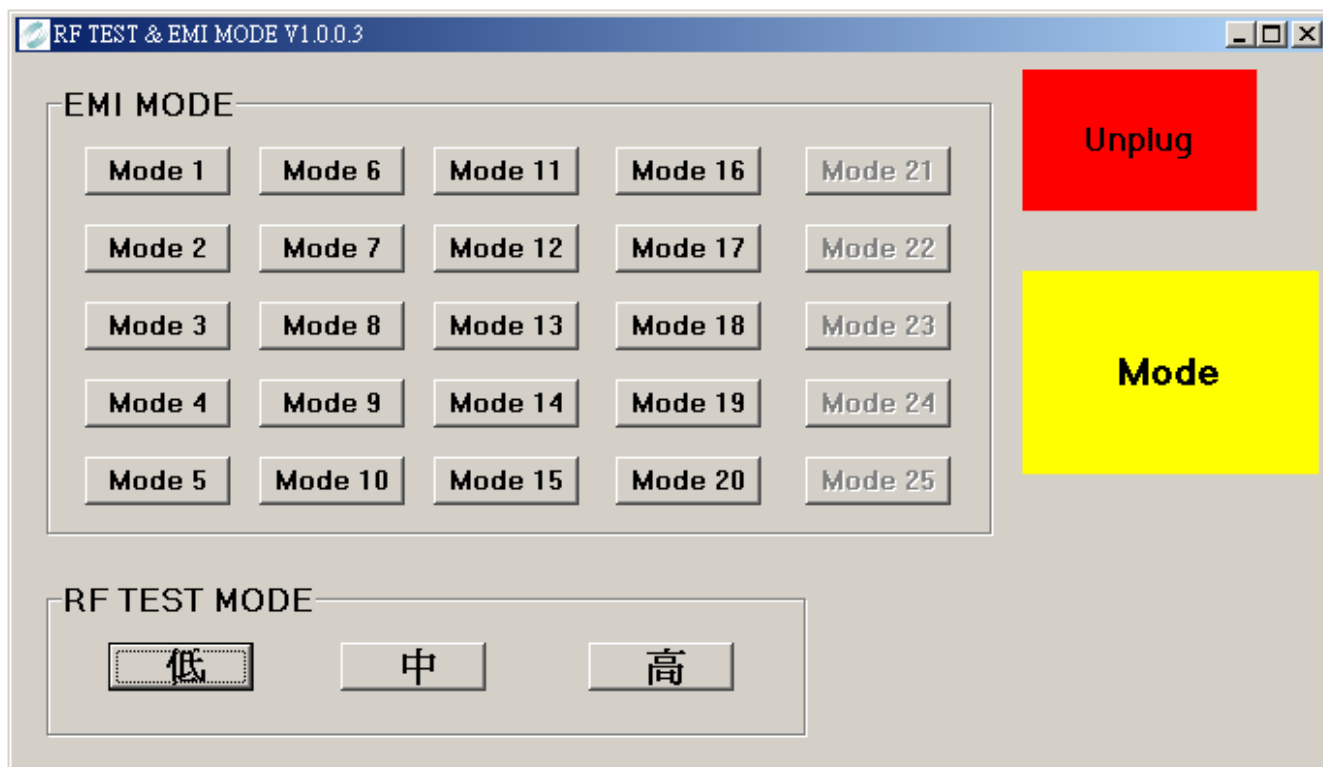 RF TEST & EMI MODE V1.0.0.3
EMI MODE
Mode 1 Mode 6 Mode 11 Mode 16 Mode 21
Mode 2 Mode 7 Mode 12 Mode 17 Mode 22
Mode 3 Mode 8 Mode 13 Mode 18 Mode 23
Mode 4 Mode 9 Mode 14 Mode 19 Mode 24
Mode 5 Mode 10 Mode 15 Mode 20 Mode 25
Unplug
Mode
RF TEST MODE
低 中 高